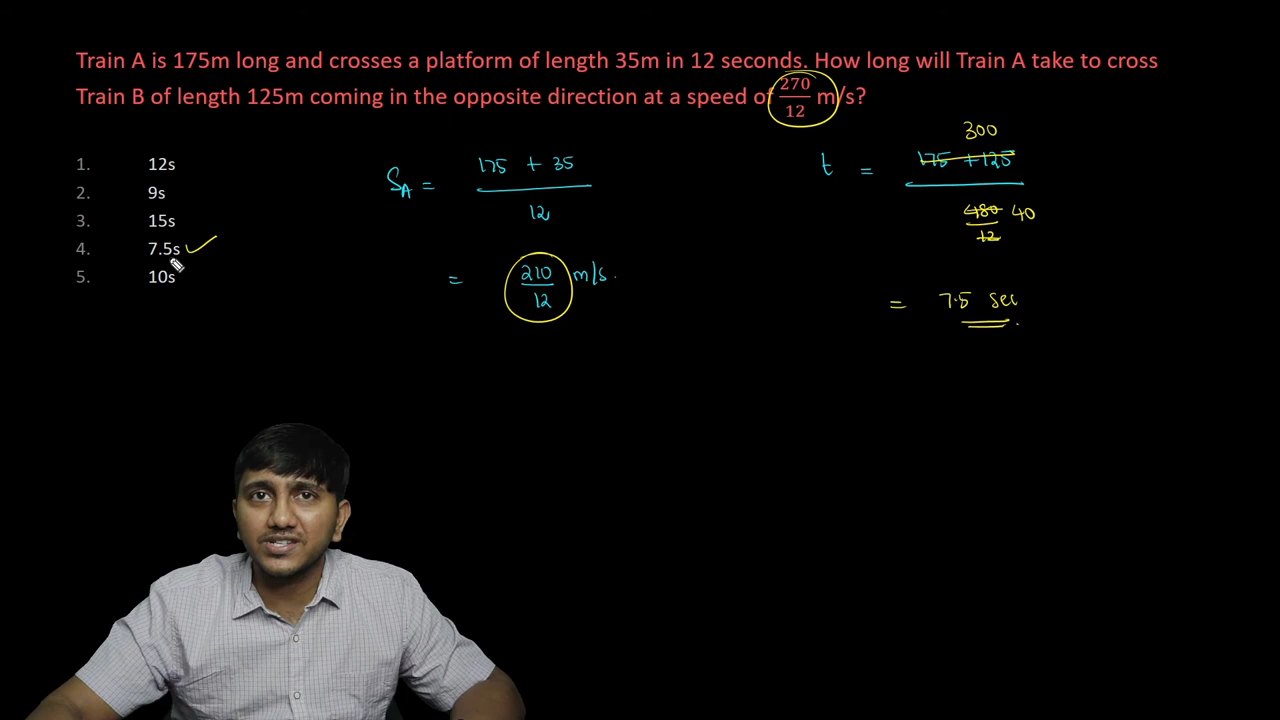 Train A is 175m long and crosses a platform of length 35m in 12 seconds. How long will Train A take to cross
Train B of length 125m coming in the opposite direction at a speed of 270/12 m/s?
1. 12s
2. 9s
3. 15s
4. 7.5s
5. 10s
S_A = 175 + 35
12
= 210/12 m/s.
300
t = 175 + 125
480 40
12
= 7.5 sec.